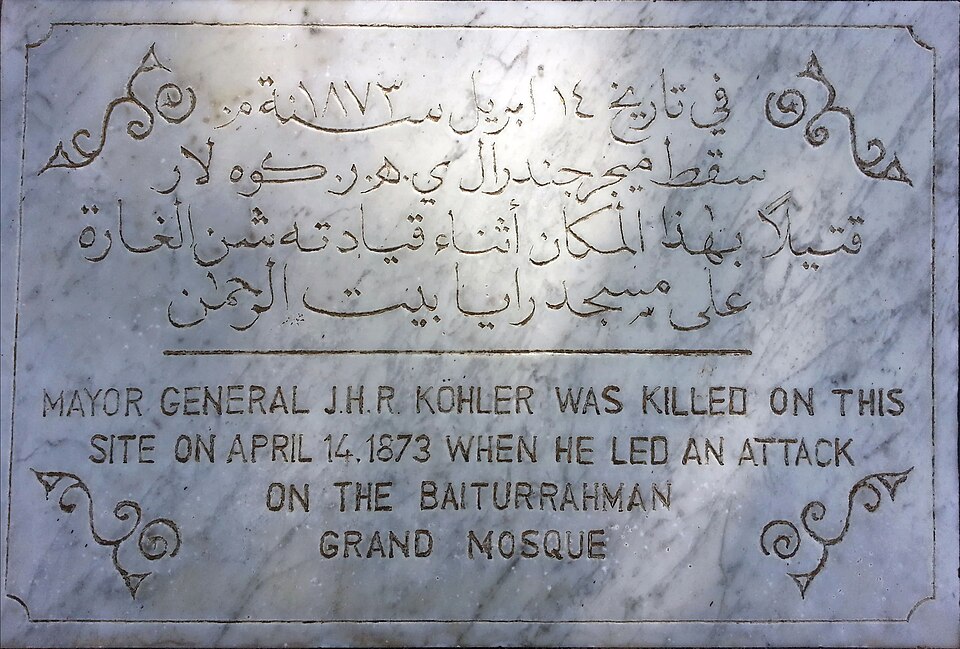 في تاريخ ١٤ ابريل سنة ١٨٧٣ من
سقط ميجر جندرال ي.ه.ر. كوه لار
قتيلاً بهذا المكان أثناء قيادته شن الغارة
على مسجد رايا بيت الرحمن
MAYOR GENERAL J.H.R. KÖHLER WAS KILLED ON THIS
SITE ON APRIL 14.1873 WHEN HE LED AN ATTACK
ON THE BAITURRAHMAN
GRAND MOSQUE